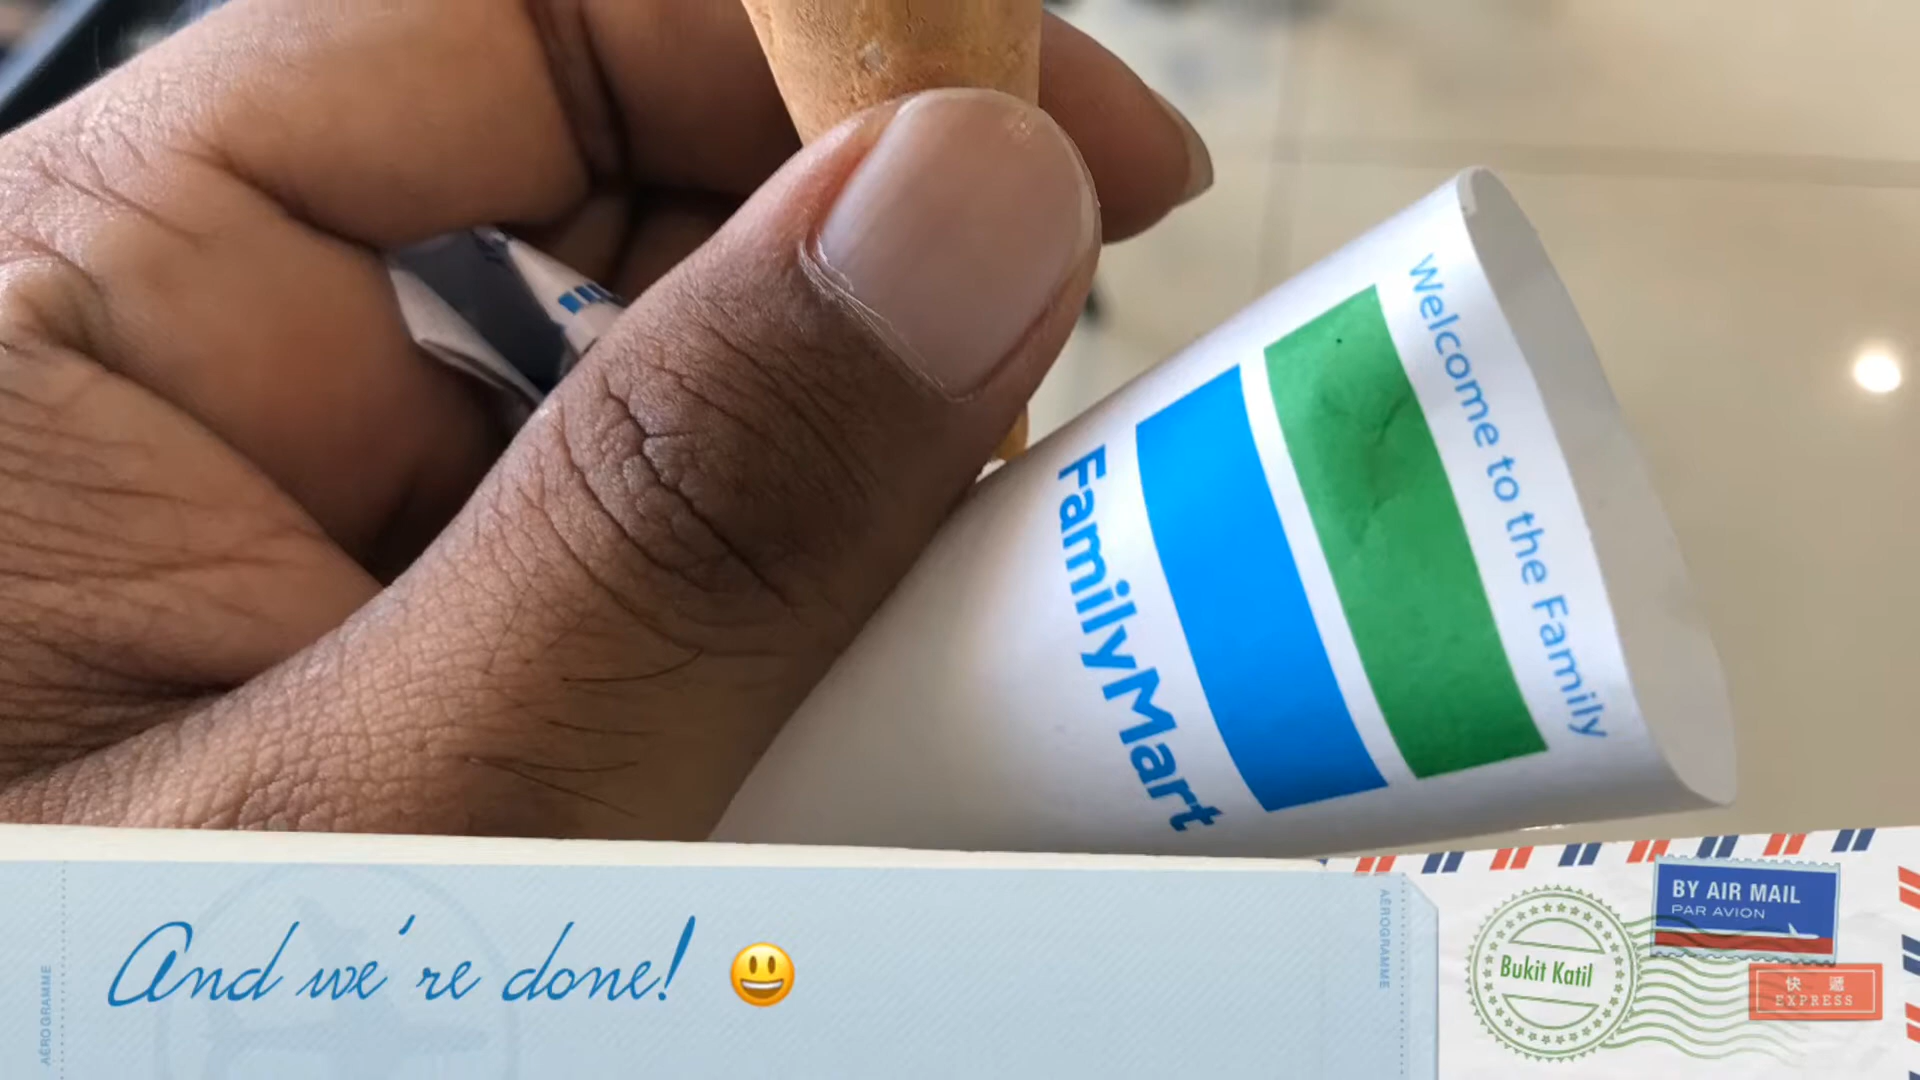 Welcome to the Family
FamilyMart
And we're done! 😃
AÉROGRAMME
AÉROGRAMME
Bukit Katil
BY AIR MAIL
PAR AVION
快遞
EXPRESS